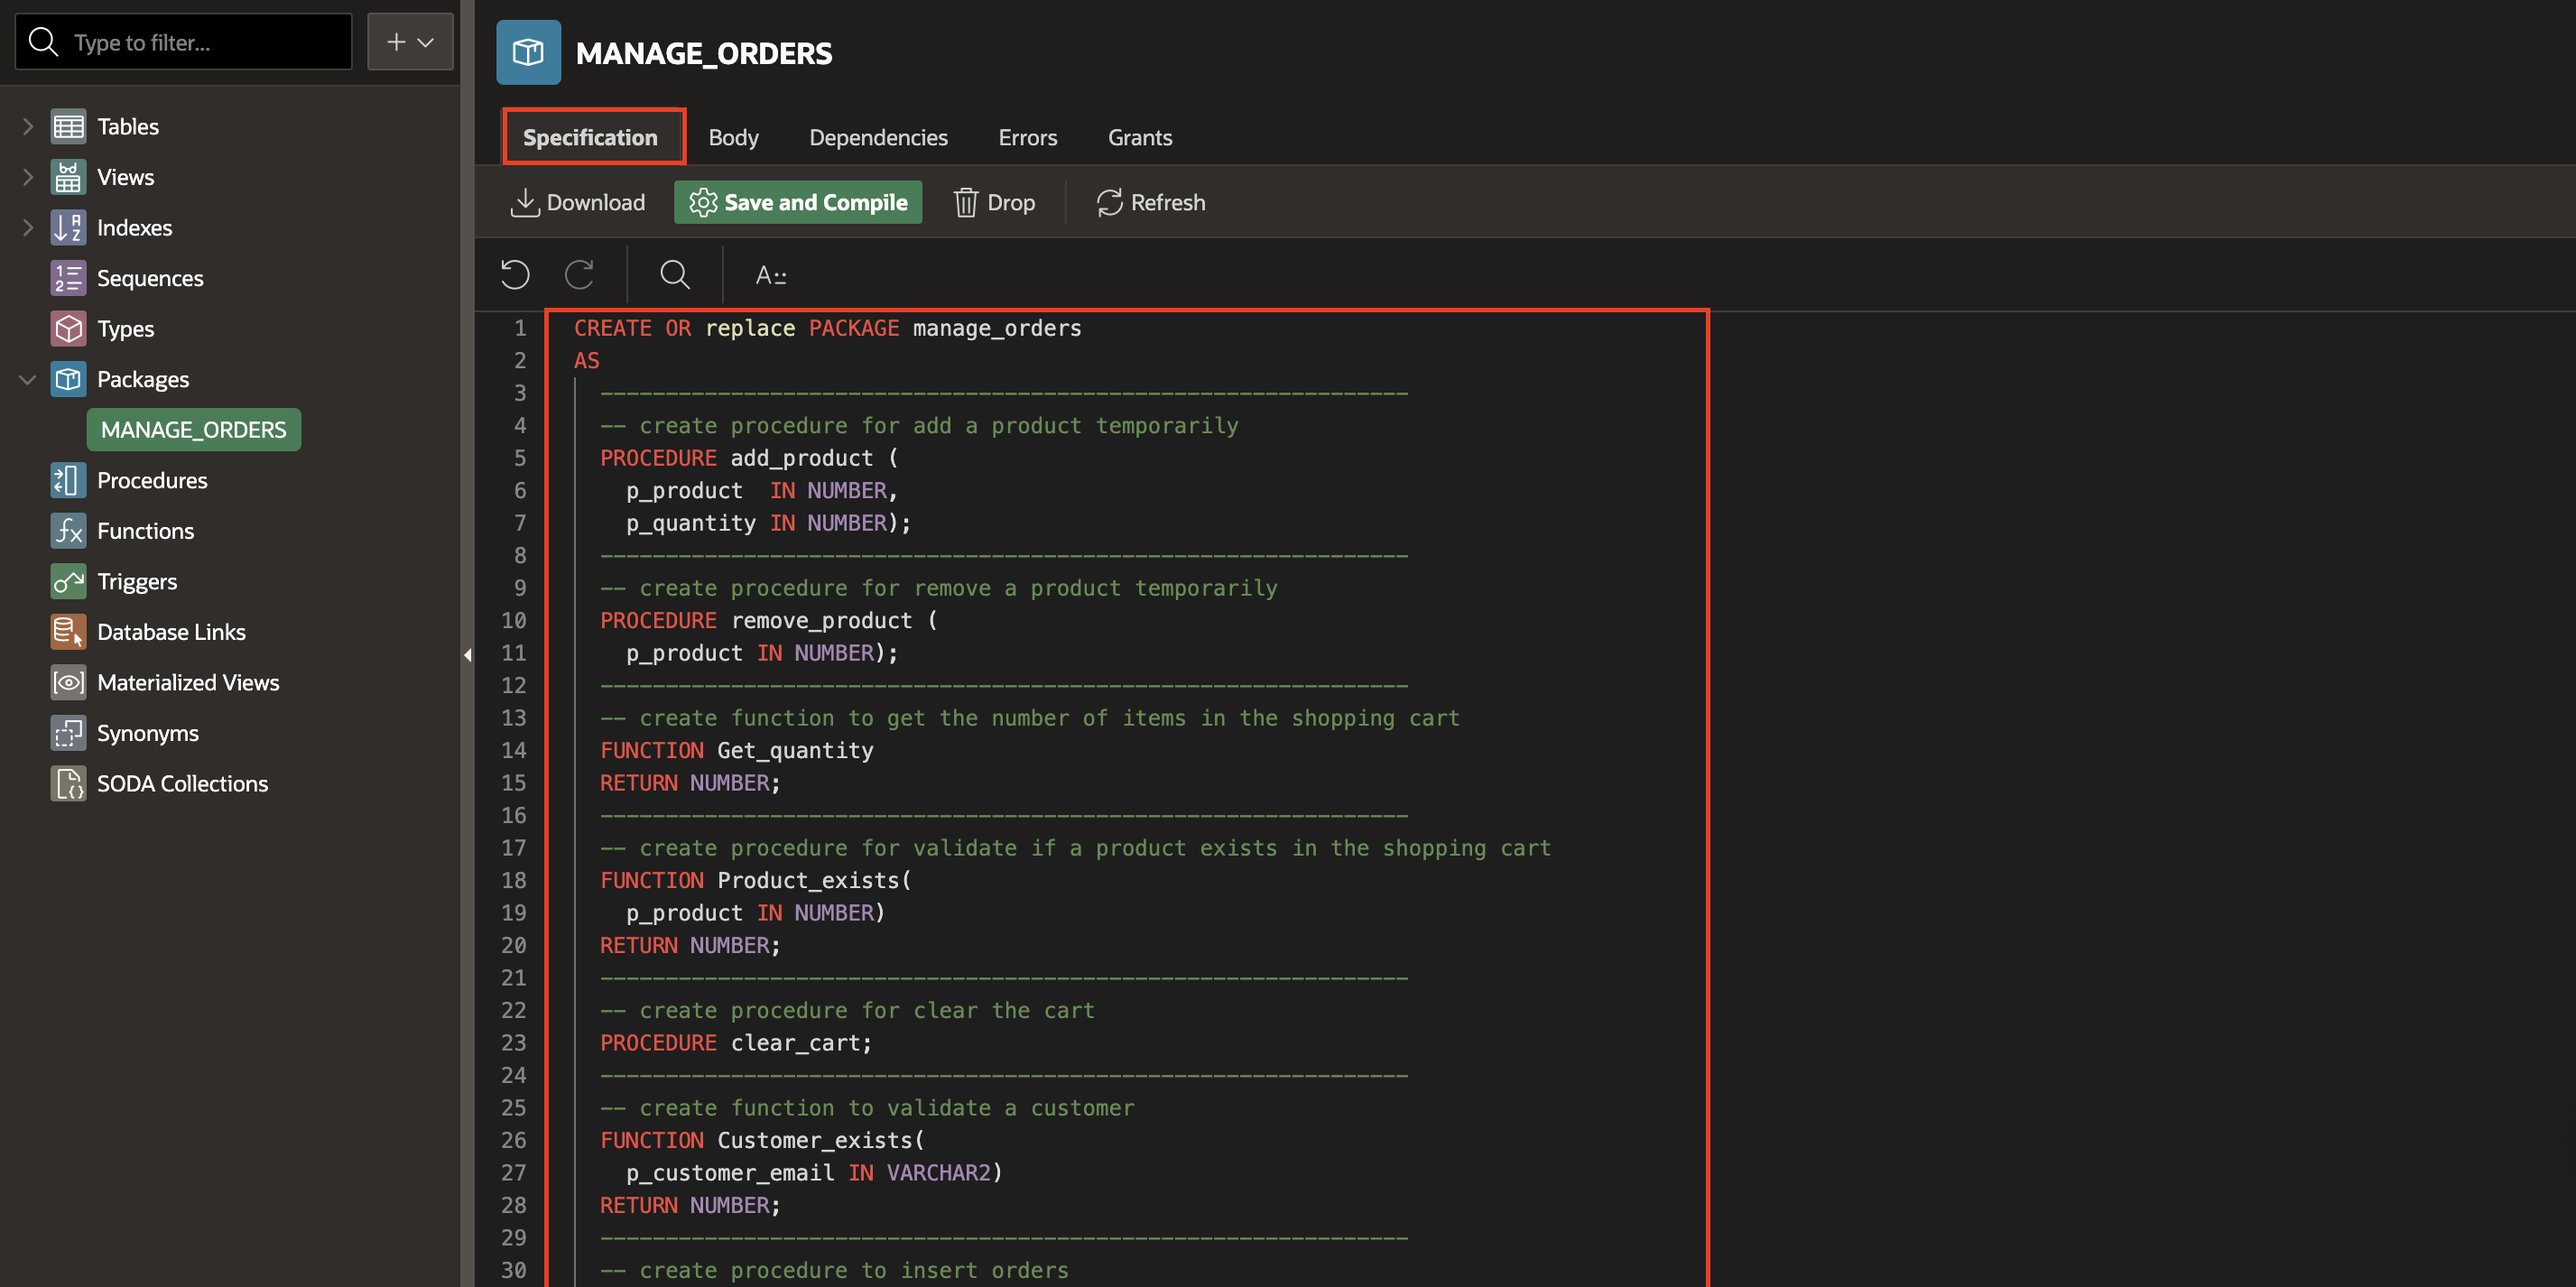 Type to filter...
Tables
Views
Indexes
Sequences
Types
Packages
MANAGE_ORDERS
Procedures
Functions
Triggers
Database Links
Materialized Views
Synonyms
SODA Collections
MANAGE_ORDERS
Specification Body Dependencies Errors Grants
Download Save and Compile Drop Refresh
1 CREATE OR replace PACKAGE manage_orders
2 AS
3 --------------------------------------------------------------
4 -- create procedure for add a product temporarily
5 PROCEDURE add_product (
6 p_product  IN NUMBER,
7 p_quantity IN NUMBER);
8 --------------------------------------------------------------
9 -- create procedure for remove a product temporarily
10 PROCEDURE remove_product (
11 p_product IN NUMBER);
12 --------------------------------------------------------------
13 -- create function to get the number of items in the shopping cart
14 FUNCTION Get_quantity
15 RETURN NUMBER;
16 --------------------------------------------------------------
17 -- create procedure for validate if a product exists in the shopping cart
18 FUNCTION Product_exists(
19 p_product IN NUMBER)
20 RETURN NUMBER;
21 --------------------------------------------------------------
22 -- create procedure for clear the cart
23 PROCEDURE clear_cart;
24 --------------------------------------------------------------
25 -- create function to validate a customer
26 FUNCTION Customer_exists(
27 p_customer_email IN VARCHAR2)
28 RETURN NUMBER;
29 --------------------------------------------------------------
30 -- create procedure to insert orders